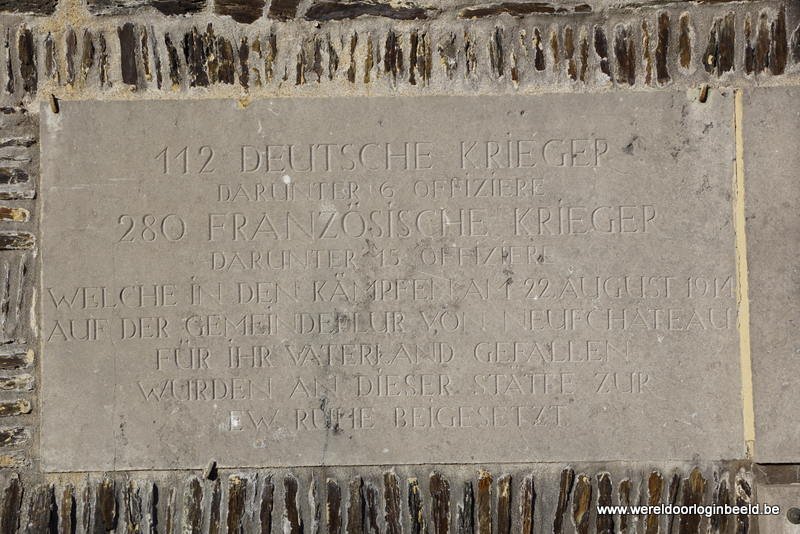 112 DEUTSCHE KRIEGER
DARUNTER 6 OFFIZIERE
280 FRANZÖSISCHE KRIEGER
DARUNTER 15 OFFIZIERE
WELCHE IN DEN KÄMPFEN AM 22. AUGUST 1914
AUF DER GEMEINDEFLUR VON NEUFCHÂTEAU
FÜR IHR VATERLAND GEFALLEN
WURDEN AN DIESER STÄTTE ZUR
EW. RUHE BEIGESETZT
www.wereldoorloginbeeld.be